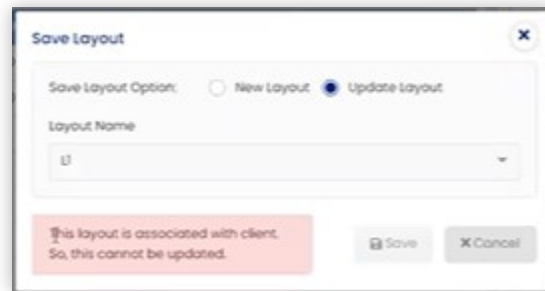 Save Layout
Save Layout Option: New Layout Update Layout
Layout Name
L1
This layout is associated with client.
So, this cannot be updated.
Save Cancel